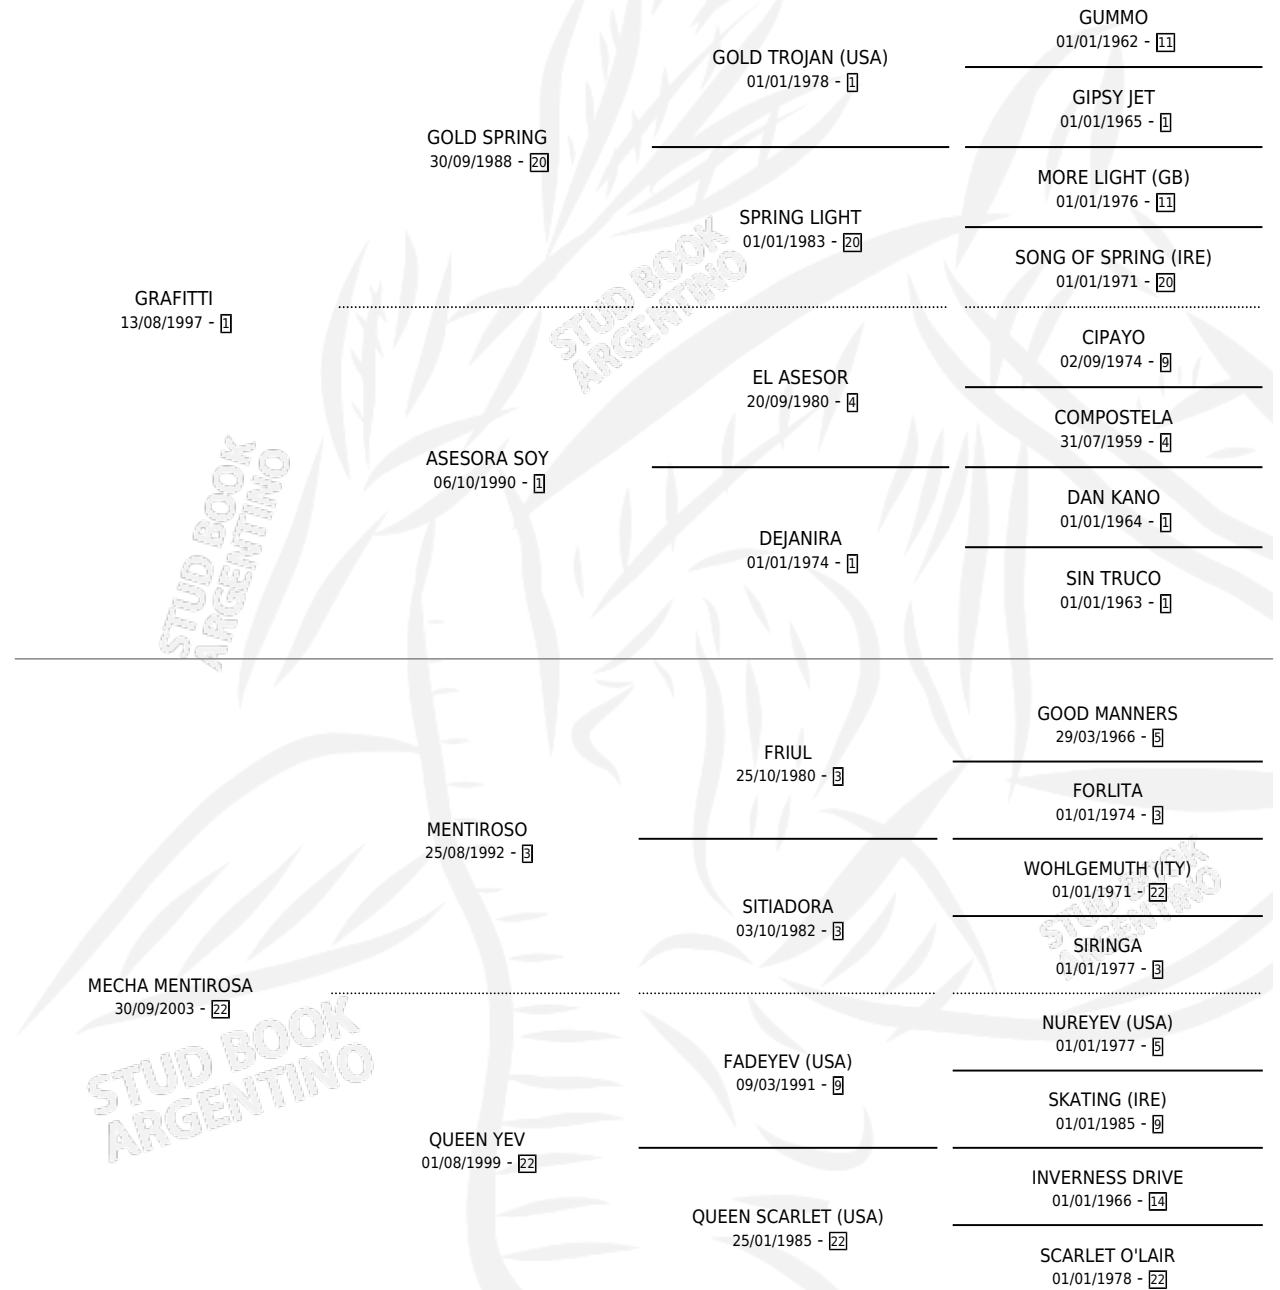 GUMMO
01/01/1962 - 11
GOLD TROJAN (USA)
01/01/1978 - 1
GIPSY JET
01/01/1965 - 1
GOLD SPRING
30/09/1988 - 20
MORE LIGHT (GB)
01/01/1976 - 11
SPRING LIGHT
01/01/1983 - 20
SONG OF SPRING (IRE)
01/01/1971 - 20
GRAFITTI
13/08/1997 - 1
CIPAYO
02/09/1974 - 9
EL ASESOR
20/09/1980 - 4
COMPOSTELA
31/07/1959 - 4
ASESORA SOY
06/10/1990 - 1
DAN KANO
01/01/1964 - 1
DEJANIRA
01/01/1974 - 1
SIN TRUCO
01/01/1963 - 1
STUD BOOK
ARGENTINO
STUD BOOK
ARGENTINO
GOOD MANNERS
29/03/1966 - 5
FRIUL
25/10/1980 - 3
FORLITA
01/01/1974 - 3
MENTIROSO
25/08/1992 - 3
WOHLGEMUTH (ITY)
01/01/1971 - 22
SITIADORA
03/10/1982 - 3
SIRINGA
01/01/1977 - 3
MECHA MENTIROSA
30/09/2003 - 22
NUREYEV (USA)
01/01/1977 - 5
FADEYEV (USA)
09/03/1991 - 9
SKATING (IRE)
01/01/1985 - 9
QUEEN YEV
01/08/1999 - 22
INVERNESS DRIVE
01/01/1966 - 14
QUEEN SCARLET (USA)
25/01/1985 - 22
SCARLET O'LAIR
01/01/1978 - 22
STUD BOOK
ARGENTINO
STUD BOOK
ARGENTINO